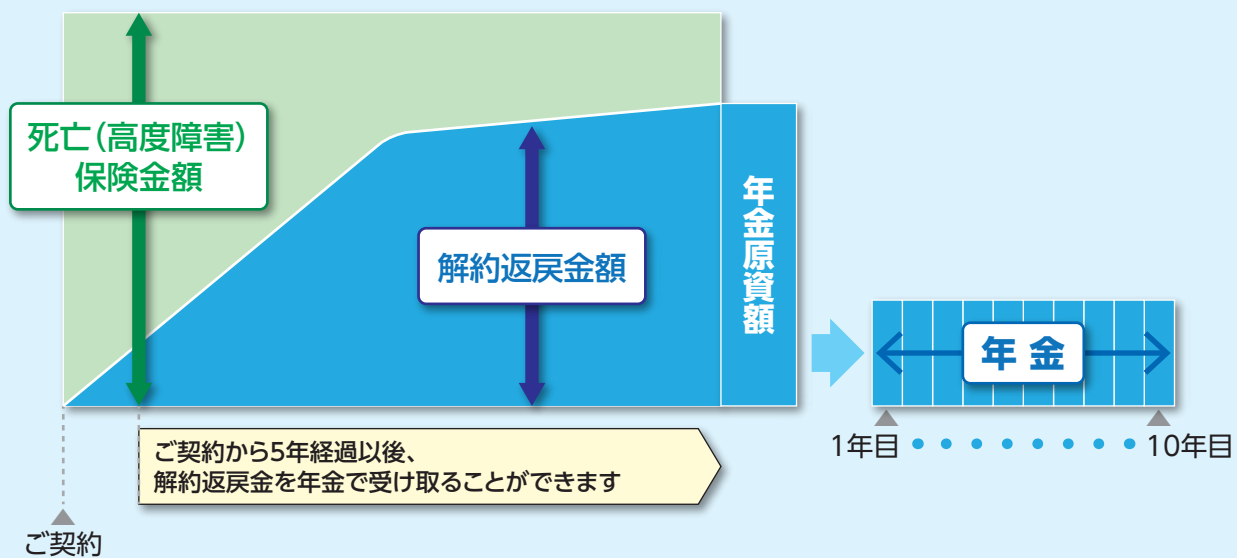 死亡(高度障害)
保険金額
解約返戻金額
年金原資額
年金
1年目
10年目
ご契約から5年経過以後、
解約返戻金を年金で受け取ることができます
ご契約